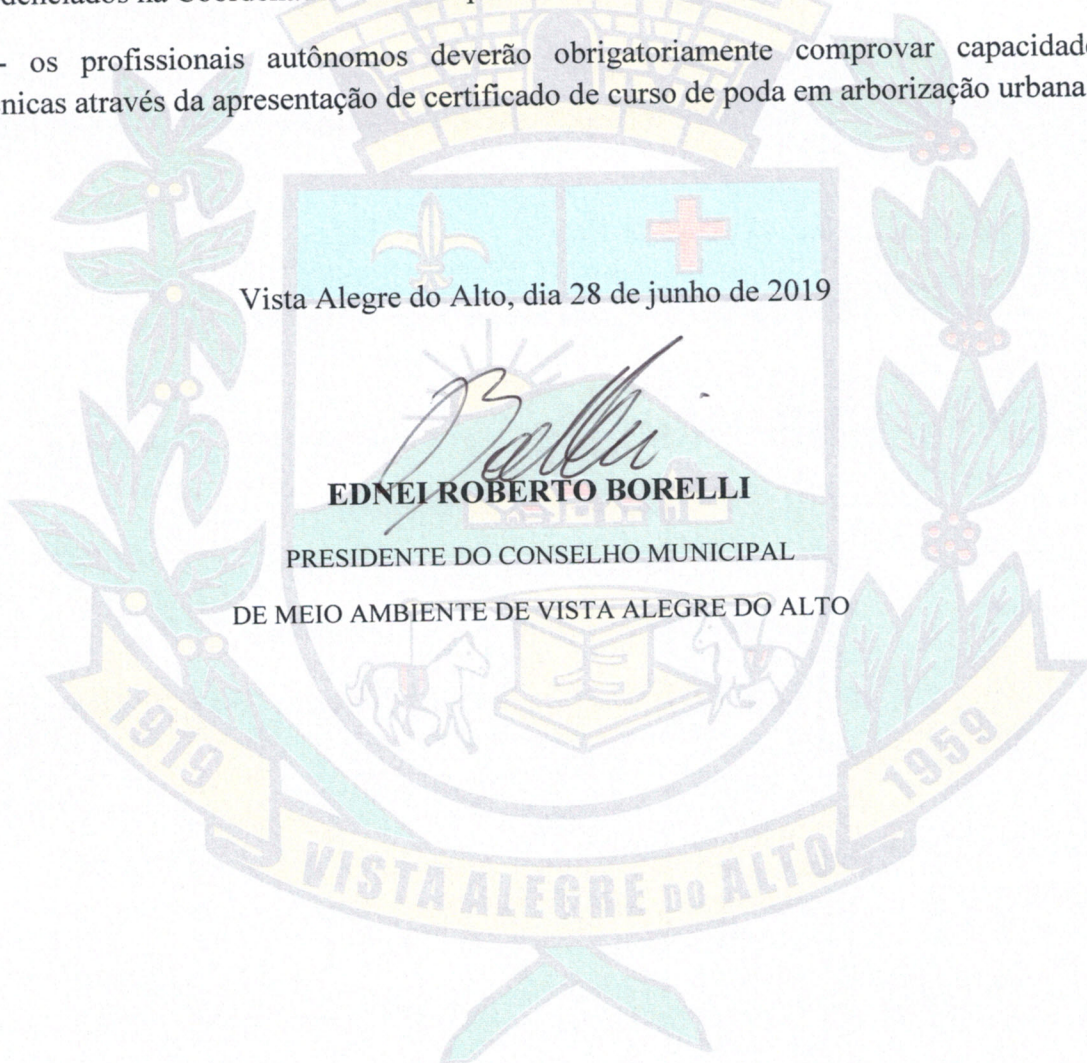 - os profissionais autônomos deverão obrigatoriamente comprovar capacidade
nicas através da apresentação de certificado de curso de poda em arborização urbana
Vista Alegre do Alto, dia 28 de junho de 2019
EDNEI ROBERTO BORELLI
PRESIDENTE DO CONSELHO MUNICIPAL
DE MEIO AMBIENTE DE VISTA ALEGRE DO ALTO
1919
1959
VISTA ALEGRE DO ALTO